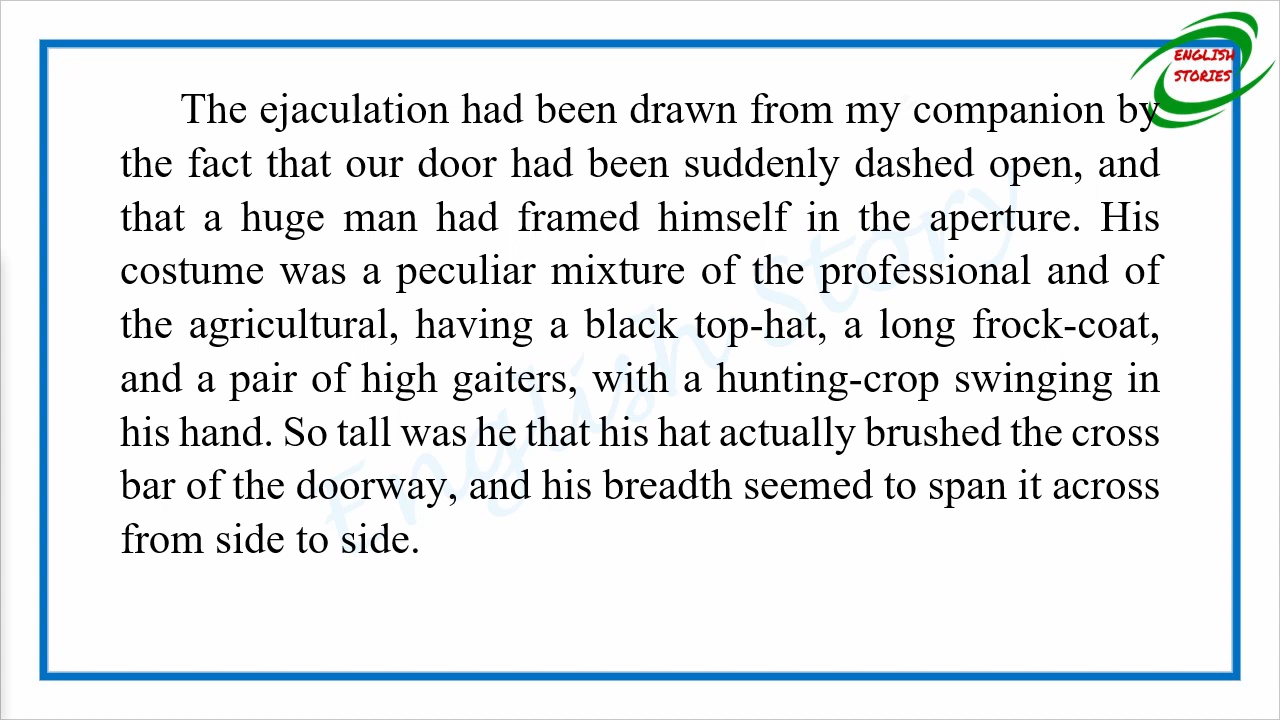 ENGLISH
STORIES
The ejaculation had been drawn from my companion by
the fact that our door had been suddenly dashed open, and
that a huge man had framed himself in the aperture. His
costume was a peculiar mixture of the professional and of
the agricultural, having a black top-hat, a long frock-coat,
and a pair of high gaiters, with a hunting-crop swinging in
his hand. So tall was he that his hat actually brushed the cross
bar of the doorway, and his breadth seemed to span it across
from side to side.
English Story